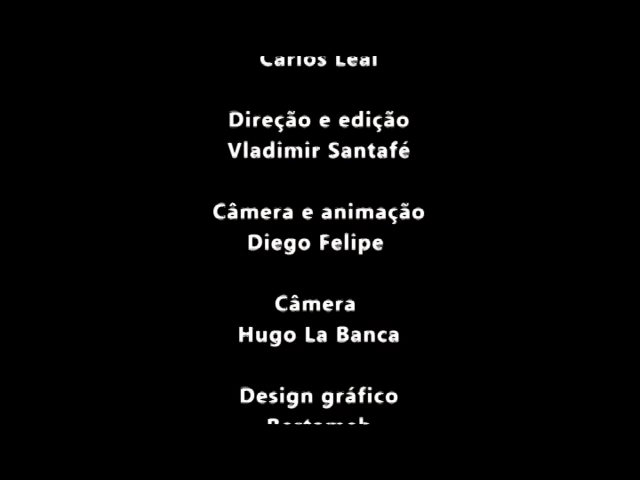 Carlos Leal
Direção e edição
Vladimir Santafé
Câmera e animação
Diego Felipe
Câmera
Hugo La Banca
Design gráfico